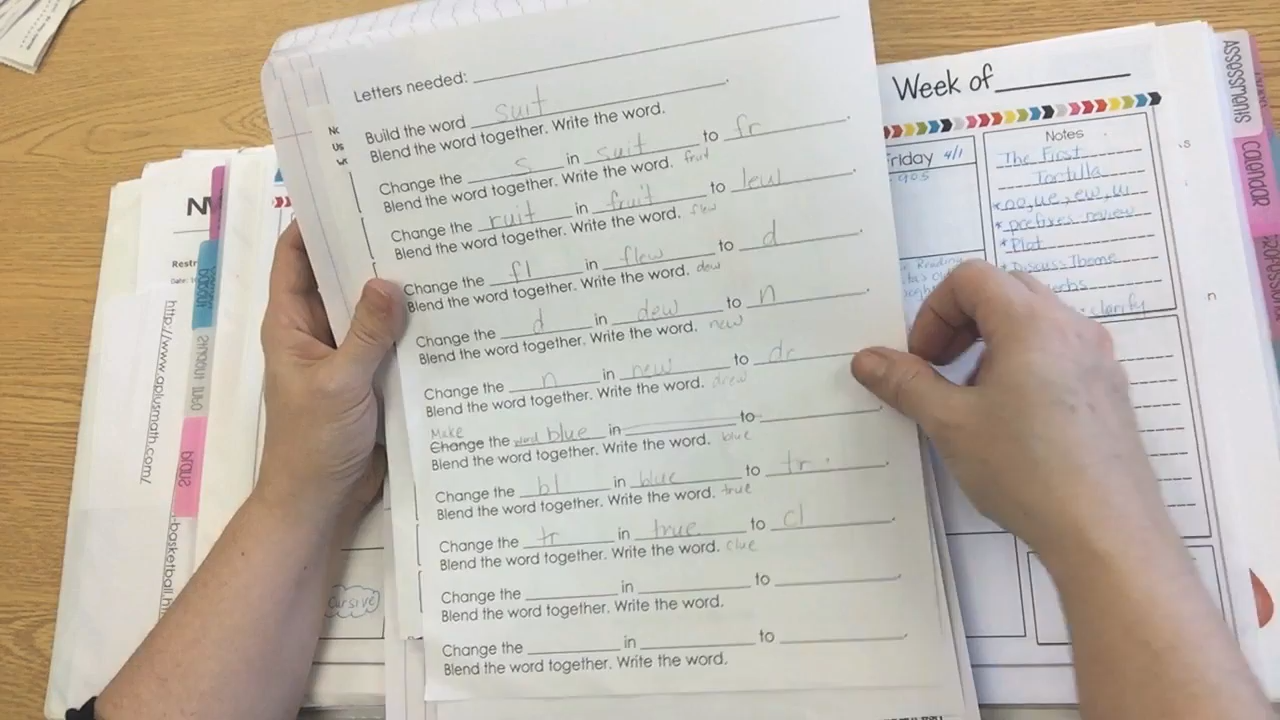 Letters needed:
Build the word suit.
Blend the word together. Write the word.
Change the s in suit to fr.
Blend the word together. Write the word. fruit
Change the ruit in fruit to lew.
Blend the word together. Write the word. flew
Change the fl in flew to d.
Blend the word together. Write the word. dew
Change the d in dew to n.
Blend the word together. Write the word. new
Change the n in new to dr.
Blend the word together. Write the word. drew
Make
Change the word blue in to
Blend the word together. Write the word. blue
Change the bl in blue to tr.
Blend the word together. Write the word. true
Change the tr in true to cl.
Blend the word together. Write the word. clue
Change the in to.
Blend the word together. Write the word.
Change the in to.
Blend the word together. Write the word.
Week of
Notes
Friday 4/1
The First
Tortilla
*oo, ue, ew, ui
*prefixes review
*Plot
*Discuss Theme
clarify
Reading
Assessments
Calendar
http://www.aplusmath.com/
Student Info
Plans
Cursive